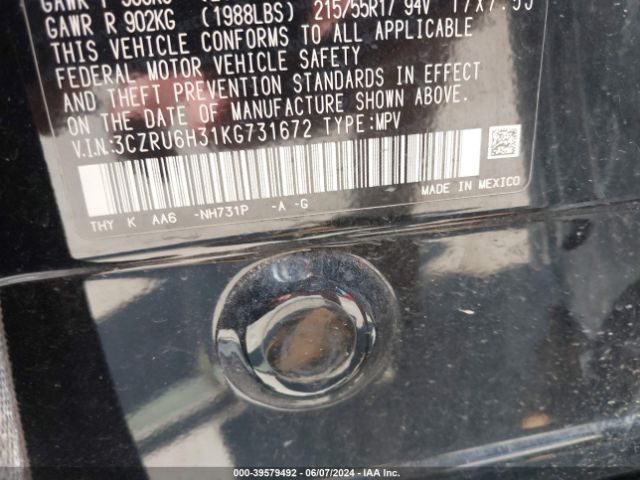 GAWR R 902KG (1988LBS) 215/55R17 94V 17X7.5J
THIS VEHICLE CONFORMS TO ALL APPLICABLE
FEDERAL MOTOR VEHICLE SAFETY
AND THEFT PREVENTION STANDARDS IN EFFECT
ON THE DATE OF MANUFACTURE SHOWN ABOVE.
V.I.N:3CZRU6H31KG731672 TYPE:MPV
MADE IN MEXICO
THY K AA6 -NH731P -A -G
000-39579492 - 06/07/2024 - IAA Inc.